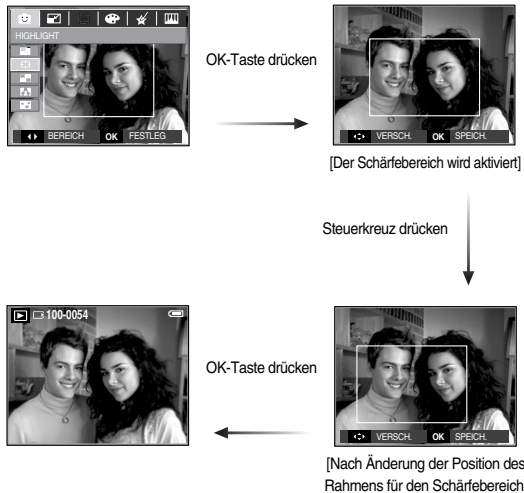 HIGHLIGHT
BEREICH OK FESTLEG
OK-Taste drücken
VERSCH. OK SPEICH.
[Der Schärfebereich wird aktiviert]
Steuerkreuz drücken
100-0054
OK-Taste drücken
VERSCH. OK SPEICH.
[Nach Änderung der Position des
Rahmens für den Schärfebereich